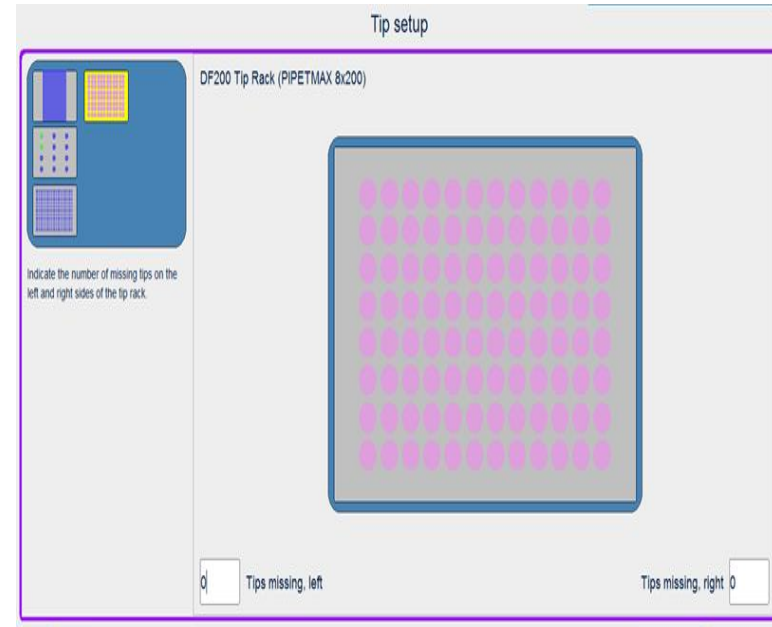 Tip setup
DF200 Tip Rack (PIPETMAX 8x200)
Indicate the number of missing tips on the
left and right sides of the tip rack.
0 Tips missing, left
Tips missing, right 0